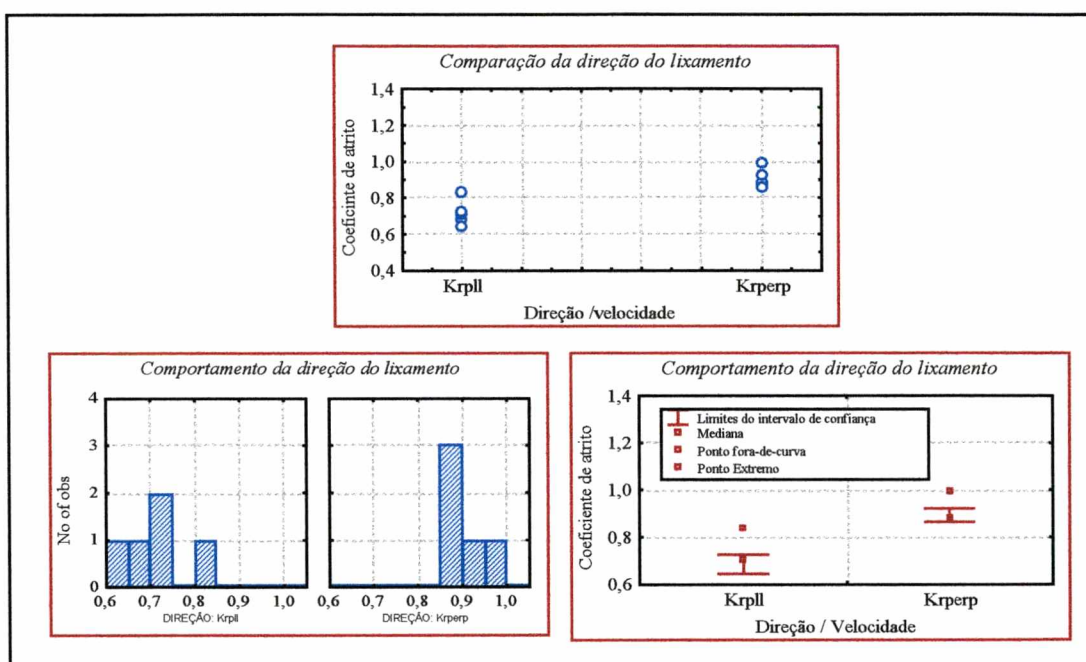 Comparação da direção do lixamento
Coeficinte de atrito
1,4
1,2
1,0
0,8
0,6
0,4
Krpll
Krperp
Direção /velocidade
Comportamento da direção do lixamento
No of obs
4
3
2
1
0
0,6 0,7 0,8 0,9 1,0
DIREÇÃO: Krpll
0,6 0,7 0,8 0,9 1,0
DIREÇÃO: Krperp
Comportamento da direção do lixamento
Coeficiente de atrito
1,4
1,2
1,0
0,8
0,6
Limites do intervalo de confiança
Mediana
Ponto fora-de-curva
Ponto Extremo
Krpll
Krperp
Direção / Velocidade